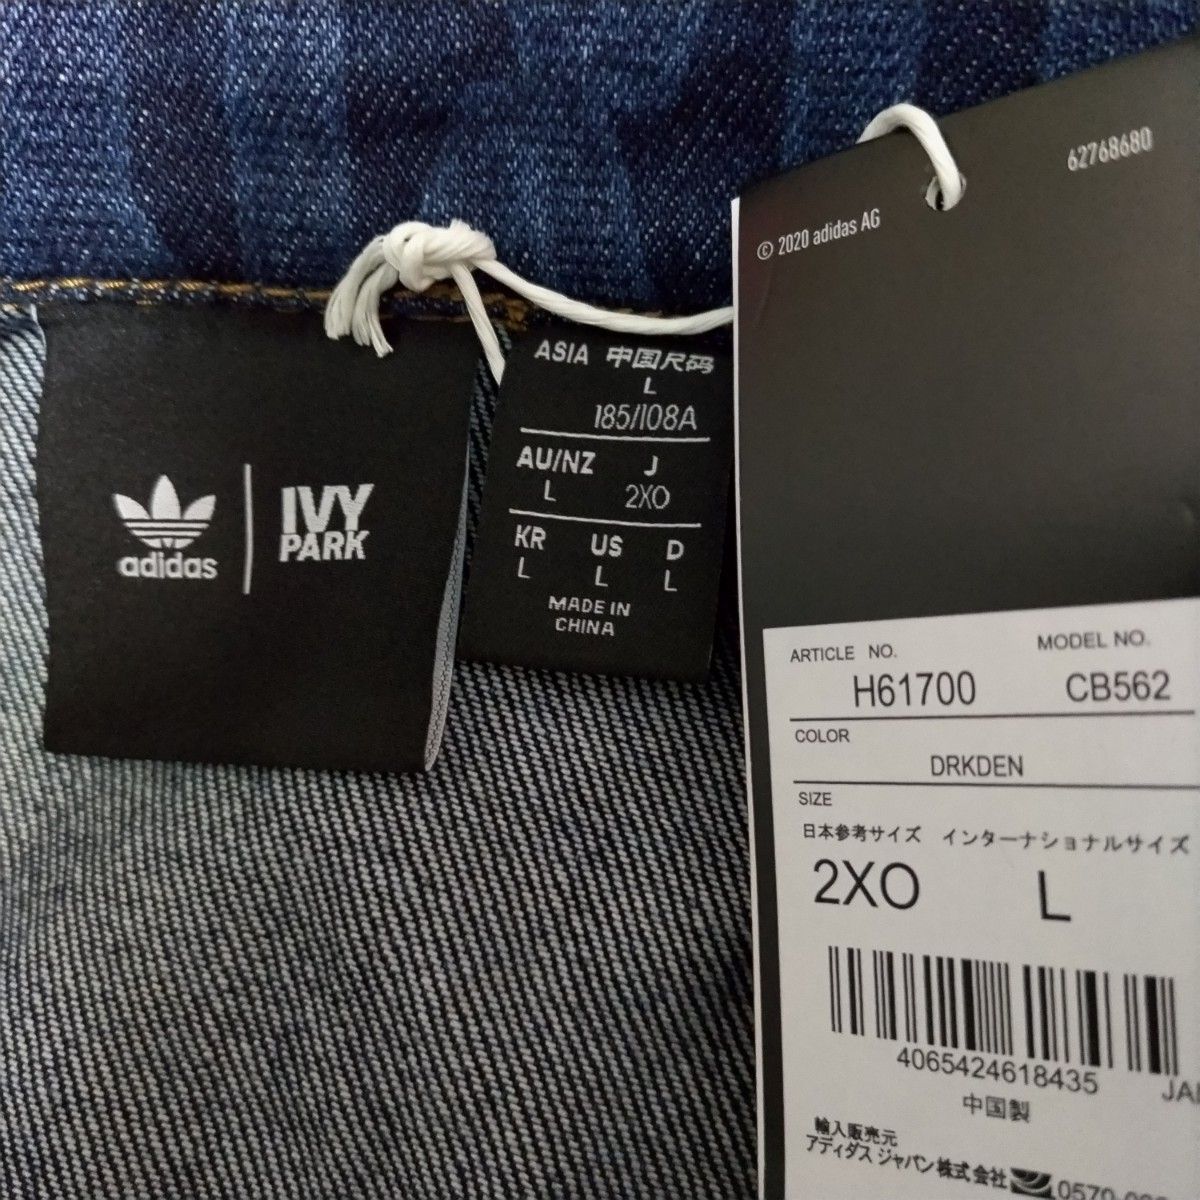 adidas
IVY
PARK
ASIA 中国尺码
L
185/108A
AU/NZ J
L 2XO
KR US D
L L L
MADE IN
CHINA
© 2020 adidas AG
62768680
ARTICLE NO. MODEL NO.
H61700 CB562
COLOR
DRKDEN
SIZE
日本参考サイズ インターナショナルサイズ
2XO L
4065424618435
中国製
輸入販売元
アディダス ジャパン株式会社